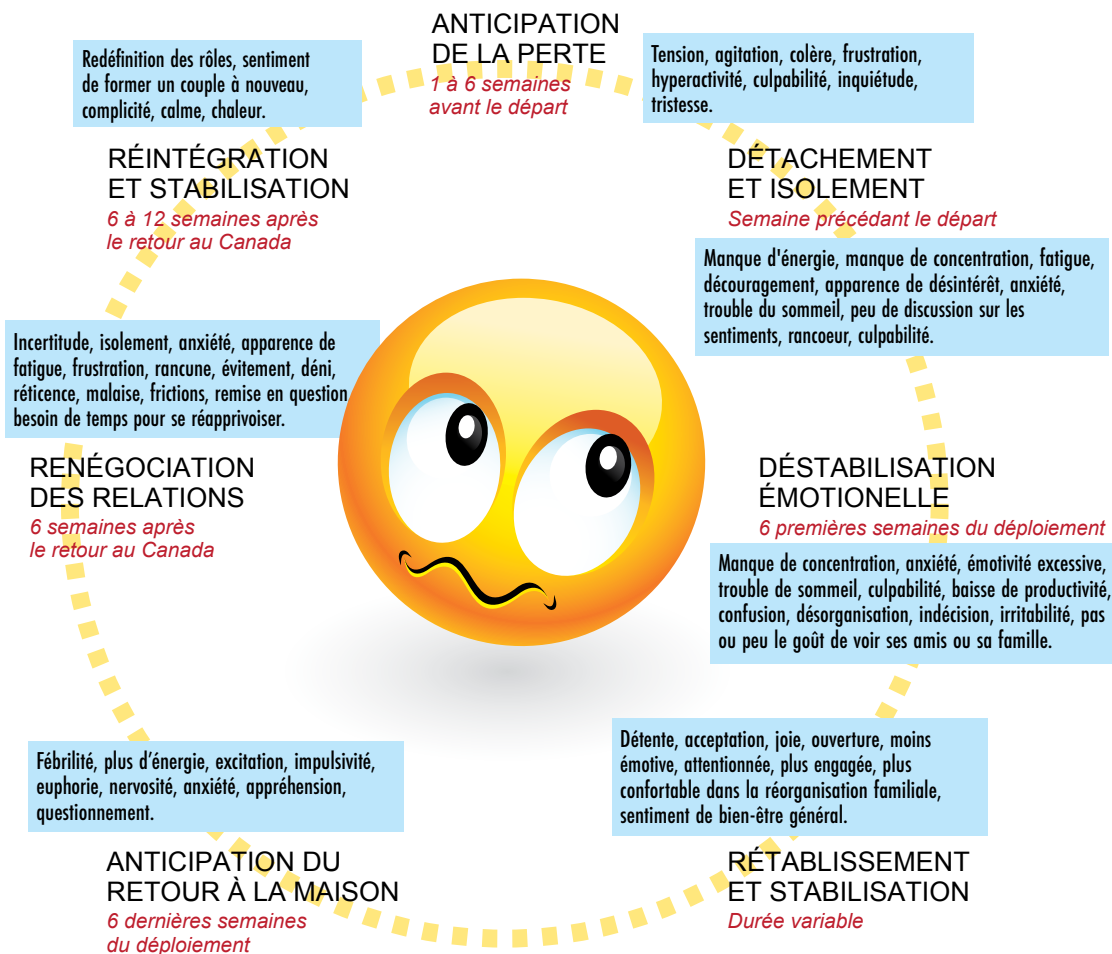 ANTICIPATION
DE LA PERTE
1 à 6 semaines
avant le départ
Tension, agitation, colère, frustration,
hyperactivité, culpabilité, inquiétude,
tristesse.
DÉTACHEMENT
ET ISOLEMENT
Semaine précédant le départ
Manque d'énergie, manque de concentration, fatigue,
découragement, apparence de désintérêt, anxiété,
trouble du sommeil, peu de discussion sur les
sentiments, rancoeur, culpabilité.
DÉSTABILISATION
ÉMOTIONELLE
6 premières semaines du déploiement
Manque de concentration, anxiété, émotivité excessive,
trouble de sommeil, culpabilité, baisse de productivité,
confusion, désorganisation, indécision, irritabilité, pas
ou peu le goût de voir ses amis ou sa famille.
Détente, acceptation, joie, ouverture, moins
émotive, attentionnée, plus engagée, plus
confortable dans la réorganisation familiale,
sentiment de bien-être général.
RÉTABLISSEMENT
ET STABILISATION
Durée variable
Fébrilité, plus d’énergie, excitation, impulsivité,
euphorie, nervosité, anxiété, appréhension,
questionnement.
ANTICIPATION DU
RETOUR À LA MAISON
6 dernières semaines
du déploiement
Incertitude, isolement, anxiété, apparence de
fatigue, frustration, rancune, évitement, déni,
réticence, malaise, frictions, remise en question
besoin de temps pour se réapprivoiser.
RENÉGOCIATION
DES RELATIONS
6 semaines après
le retour au Canada
Redéfinition des rôles, sentiment
de former un couple à nouveau,
complicité, calme, chaleur.
RÉINTÉGRATION
ET STABILISATION
6 à 12 semaines après
le retour au Canada